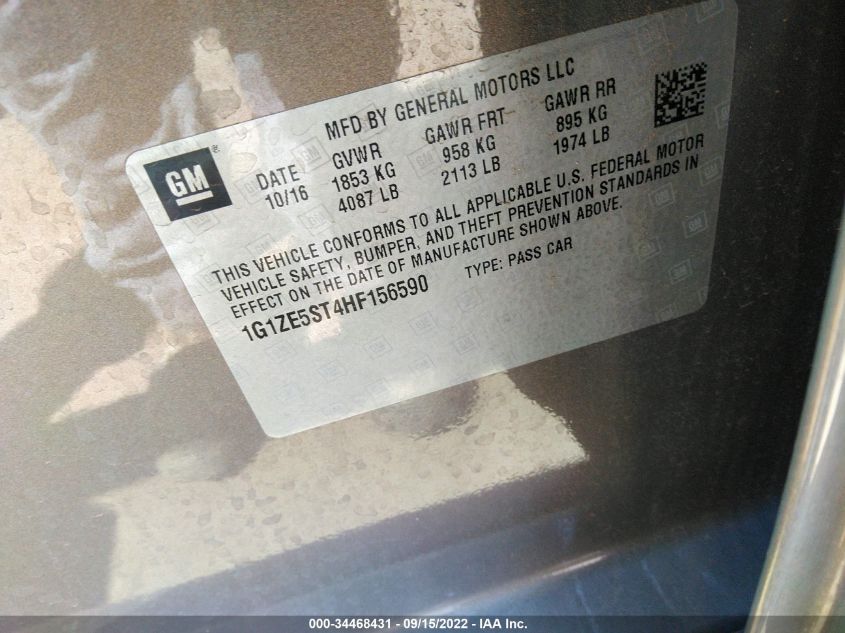 MFD BY GENERAL MOTORS LLC
GM ®
DATE GVWR GAWR FRT GAWR RR
10/16 1853 KG 958 KG 895 KG
4087 LB 2113 LB 1974 LB
THIS VEHICLE CONFORMS TO ALL APPLICABLE U.S. FEDERAL MOTOR
VEHICLE SAFETY, BUMPER, AND THEFT PREVENTION STANDARDS IN
EFFECT ON THE DATE OF MANUFACTURE SHOWN ABOVE.
1G1ZE5ST4HF156590 TYPE: PASS CAR
000-34468431 - 09/15/2022 - IAA Inc.